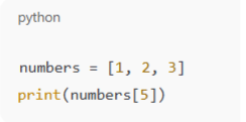 python
numbers = [1, 2, 3]
print(numbers[5])